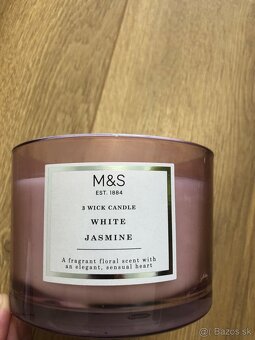 M&S
EST. 1884
3 WICK CANDLE
WHITE
JASMINE
A fragrant floral scent with
an elegant, sensual heart
© Bazos.sk